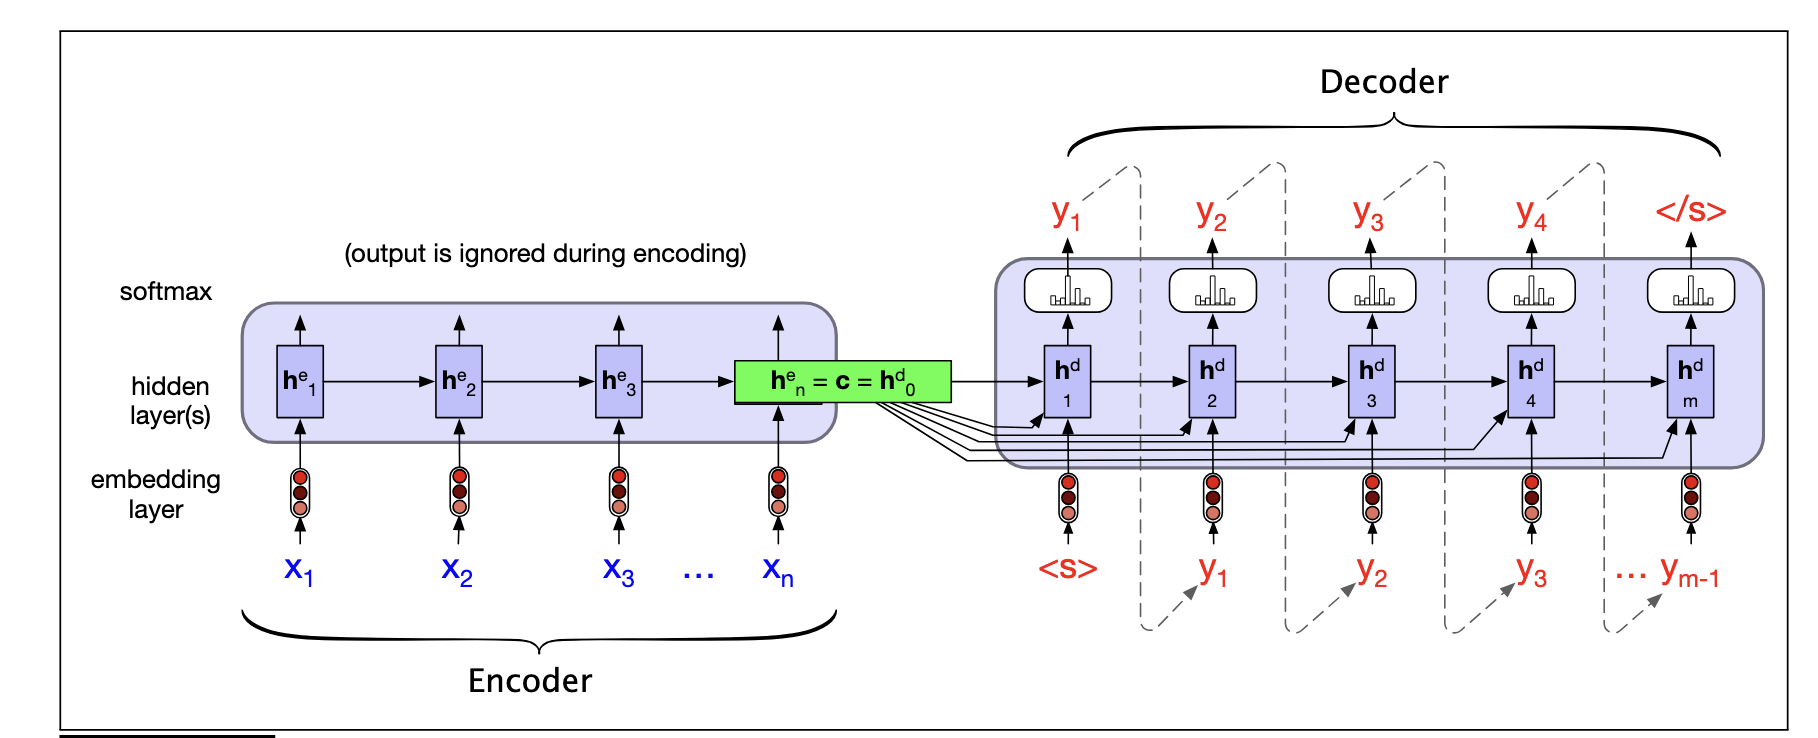 Decoder
y1 y2 y3 y4 </s>
(output is ignored during encoding)
softmax
hidden
layer(s)
he1 he2 he3 hen = c = hd0 hd1 hd2 hd3 hd4 hdm
embedding
layer
x1 x2 x3 ... xn <s> y1 y2 y3 ... ym-1
Encoder